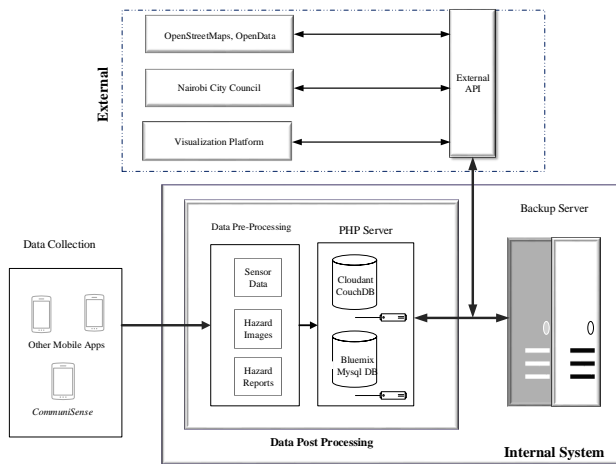 External
OpenStreetMaps, OpenData
Nairobi City Council
Visualization Platform
External
API
Data Collection
Other Mobile Apps
CommuniSense
Data Pre-Processing
Sensor
Data
Hazard
Images
Hazard
Reports
PHP Server
Cloudant
CouchDB
Bluemix
Mysql DB
Data Post Processing
Backup Server
Internal System